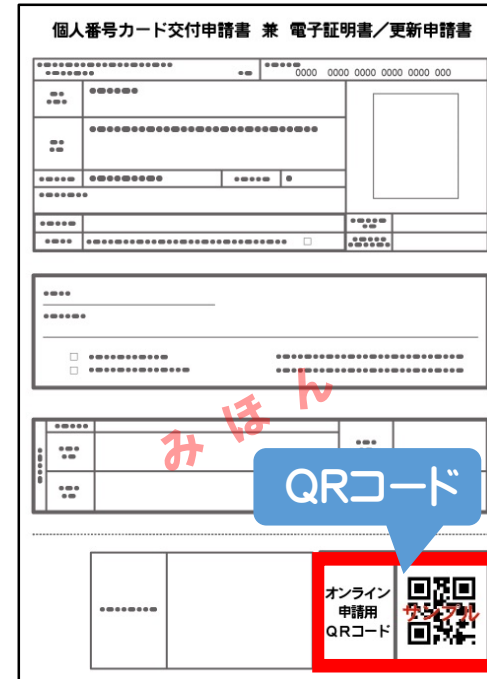 個人番号カード交付申請書 兼 電子証明書／更新申請書
0000 0000 0000 0000 0000 000
みほん
QRコード
オンライン
申請用
QRコード
サンプル